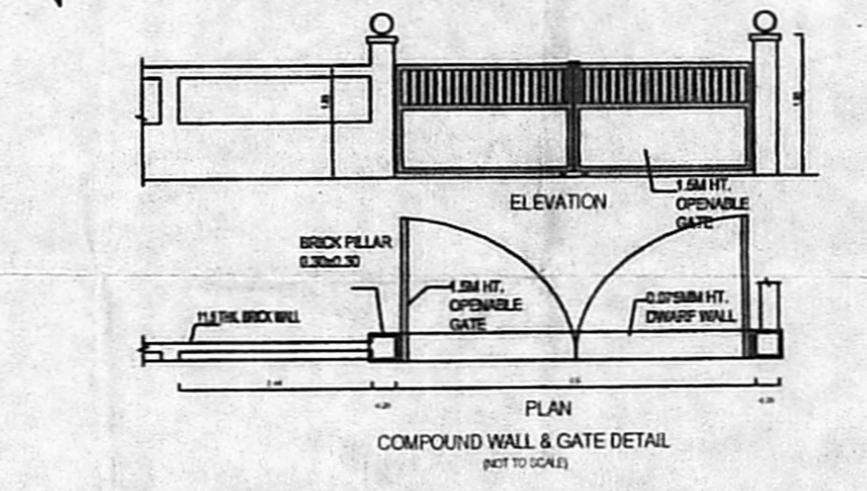 ELEVATION
1.5M HT.
OPENABLE
GATE
BRICK PILLAR
0.30x0.30
1.5M HT.
OPENABLE
GATE
0.075MM HT.
DWARF WALL
11.5 THK. BRICK WALL
PLAN
COMPOUND WALL & GATE DETAIL
(NOT TO SCALE)